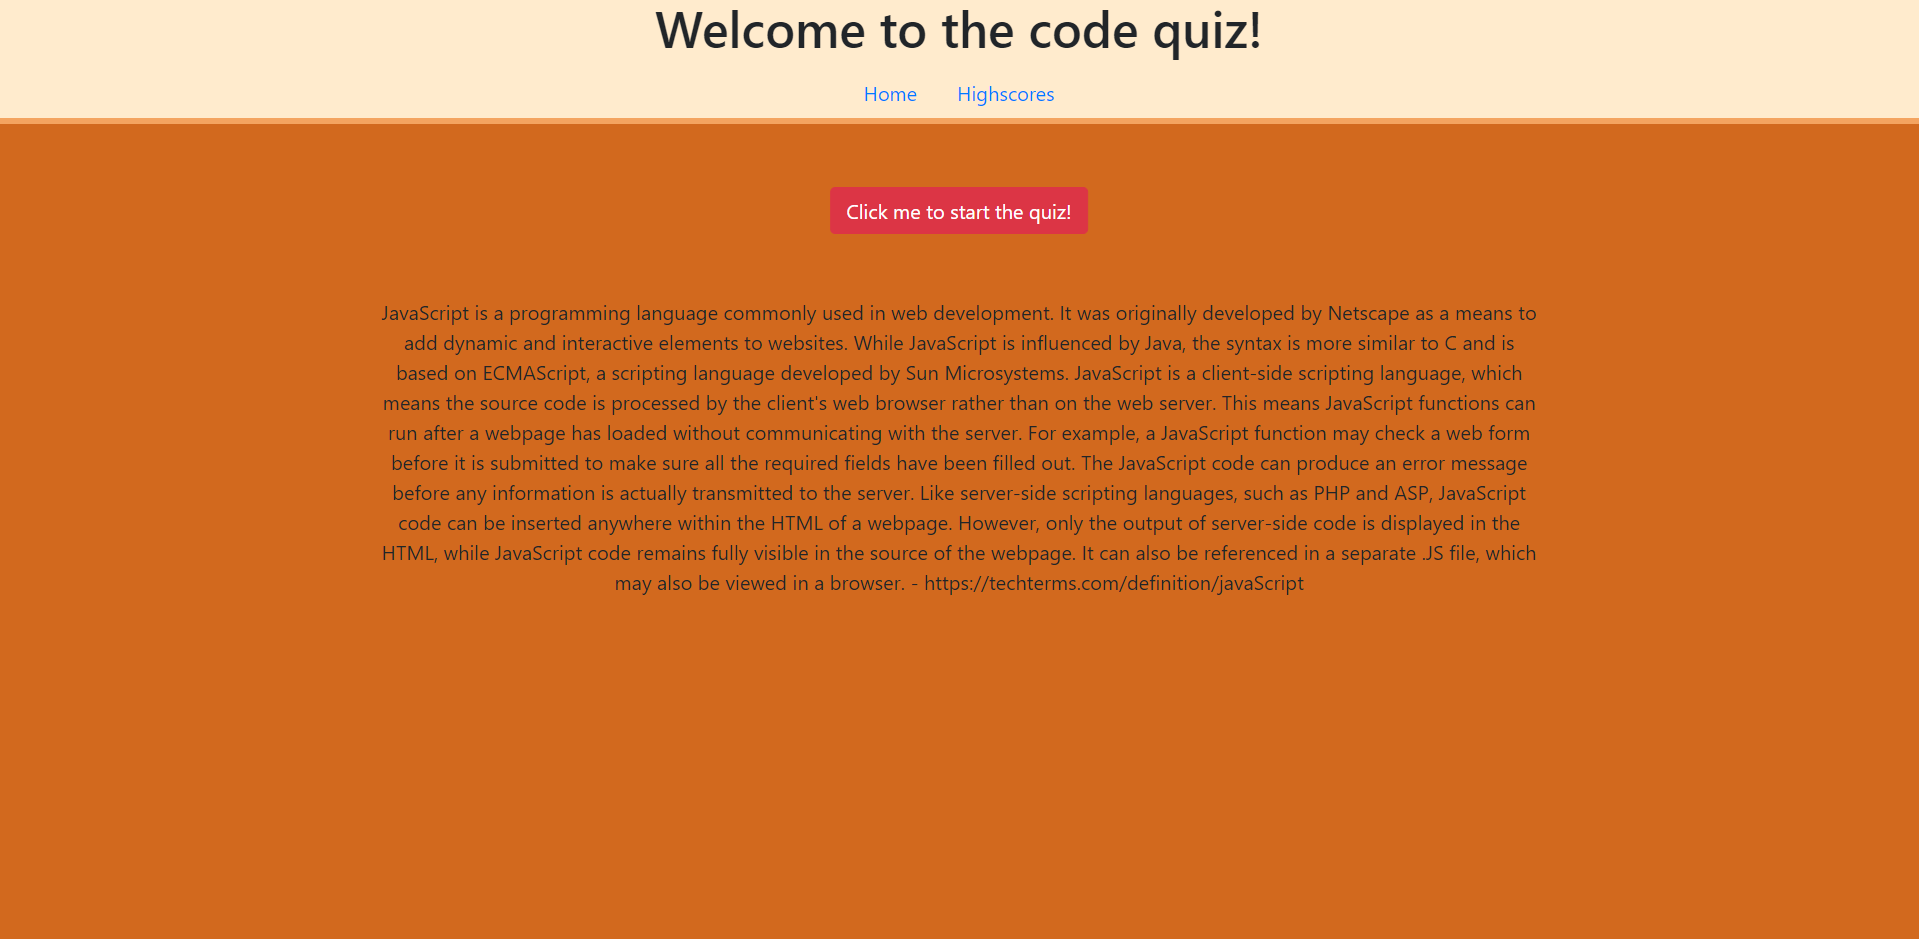 Welcome to the code quiz!
Home Highscores
Click me to start the quiz!
JavaScript is a programming language commonly used in web development. It was originally developed by Netscape as a means to
add dynamic and interactive elements to websites. While JavaScript is influenced by Java, the syntax is more similar to C and is
based on ECMAScript, a scripting language developed by Sun Microsystems. JavaScript is a client-side scripting language, which
means the source code is processed by the client's web browser rather than on the web server. This means JavaScript functions can
run after a webpage has loaded without communicating with the server. For example, a JavaScript function may check a web form
before it is submitted to make sure all the required fields have been filled out. The JavaScript code can produce an error message
before any information is actually transmitted to the server. Like server-side scripting languages, such as PHP and ASP, JavaScript
code can be inserted anywhere within the HTML of a webpage. However, only the output of server-side code is displayed in the
HTML, while JavaScript code remains fully visible in the source of the webpage. It can also be referenced in a separate .JS file, which
may also be viewed in a browser. - https://techterms.com/definition/javaScript